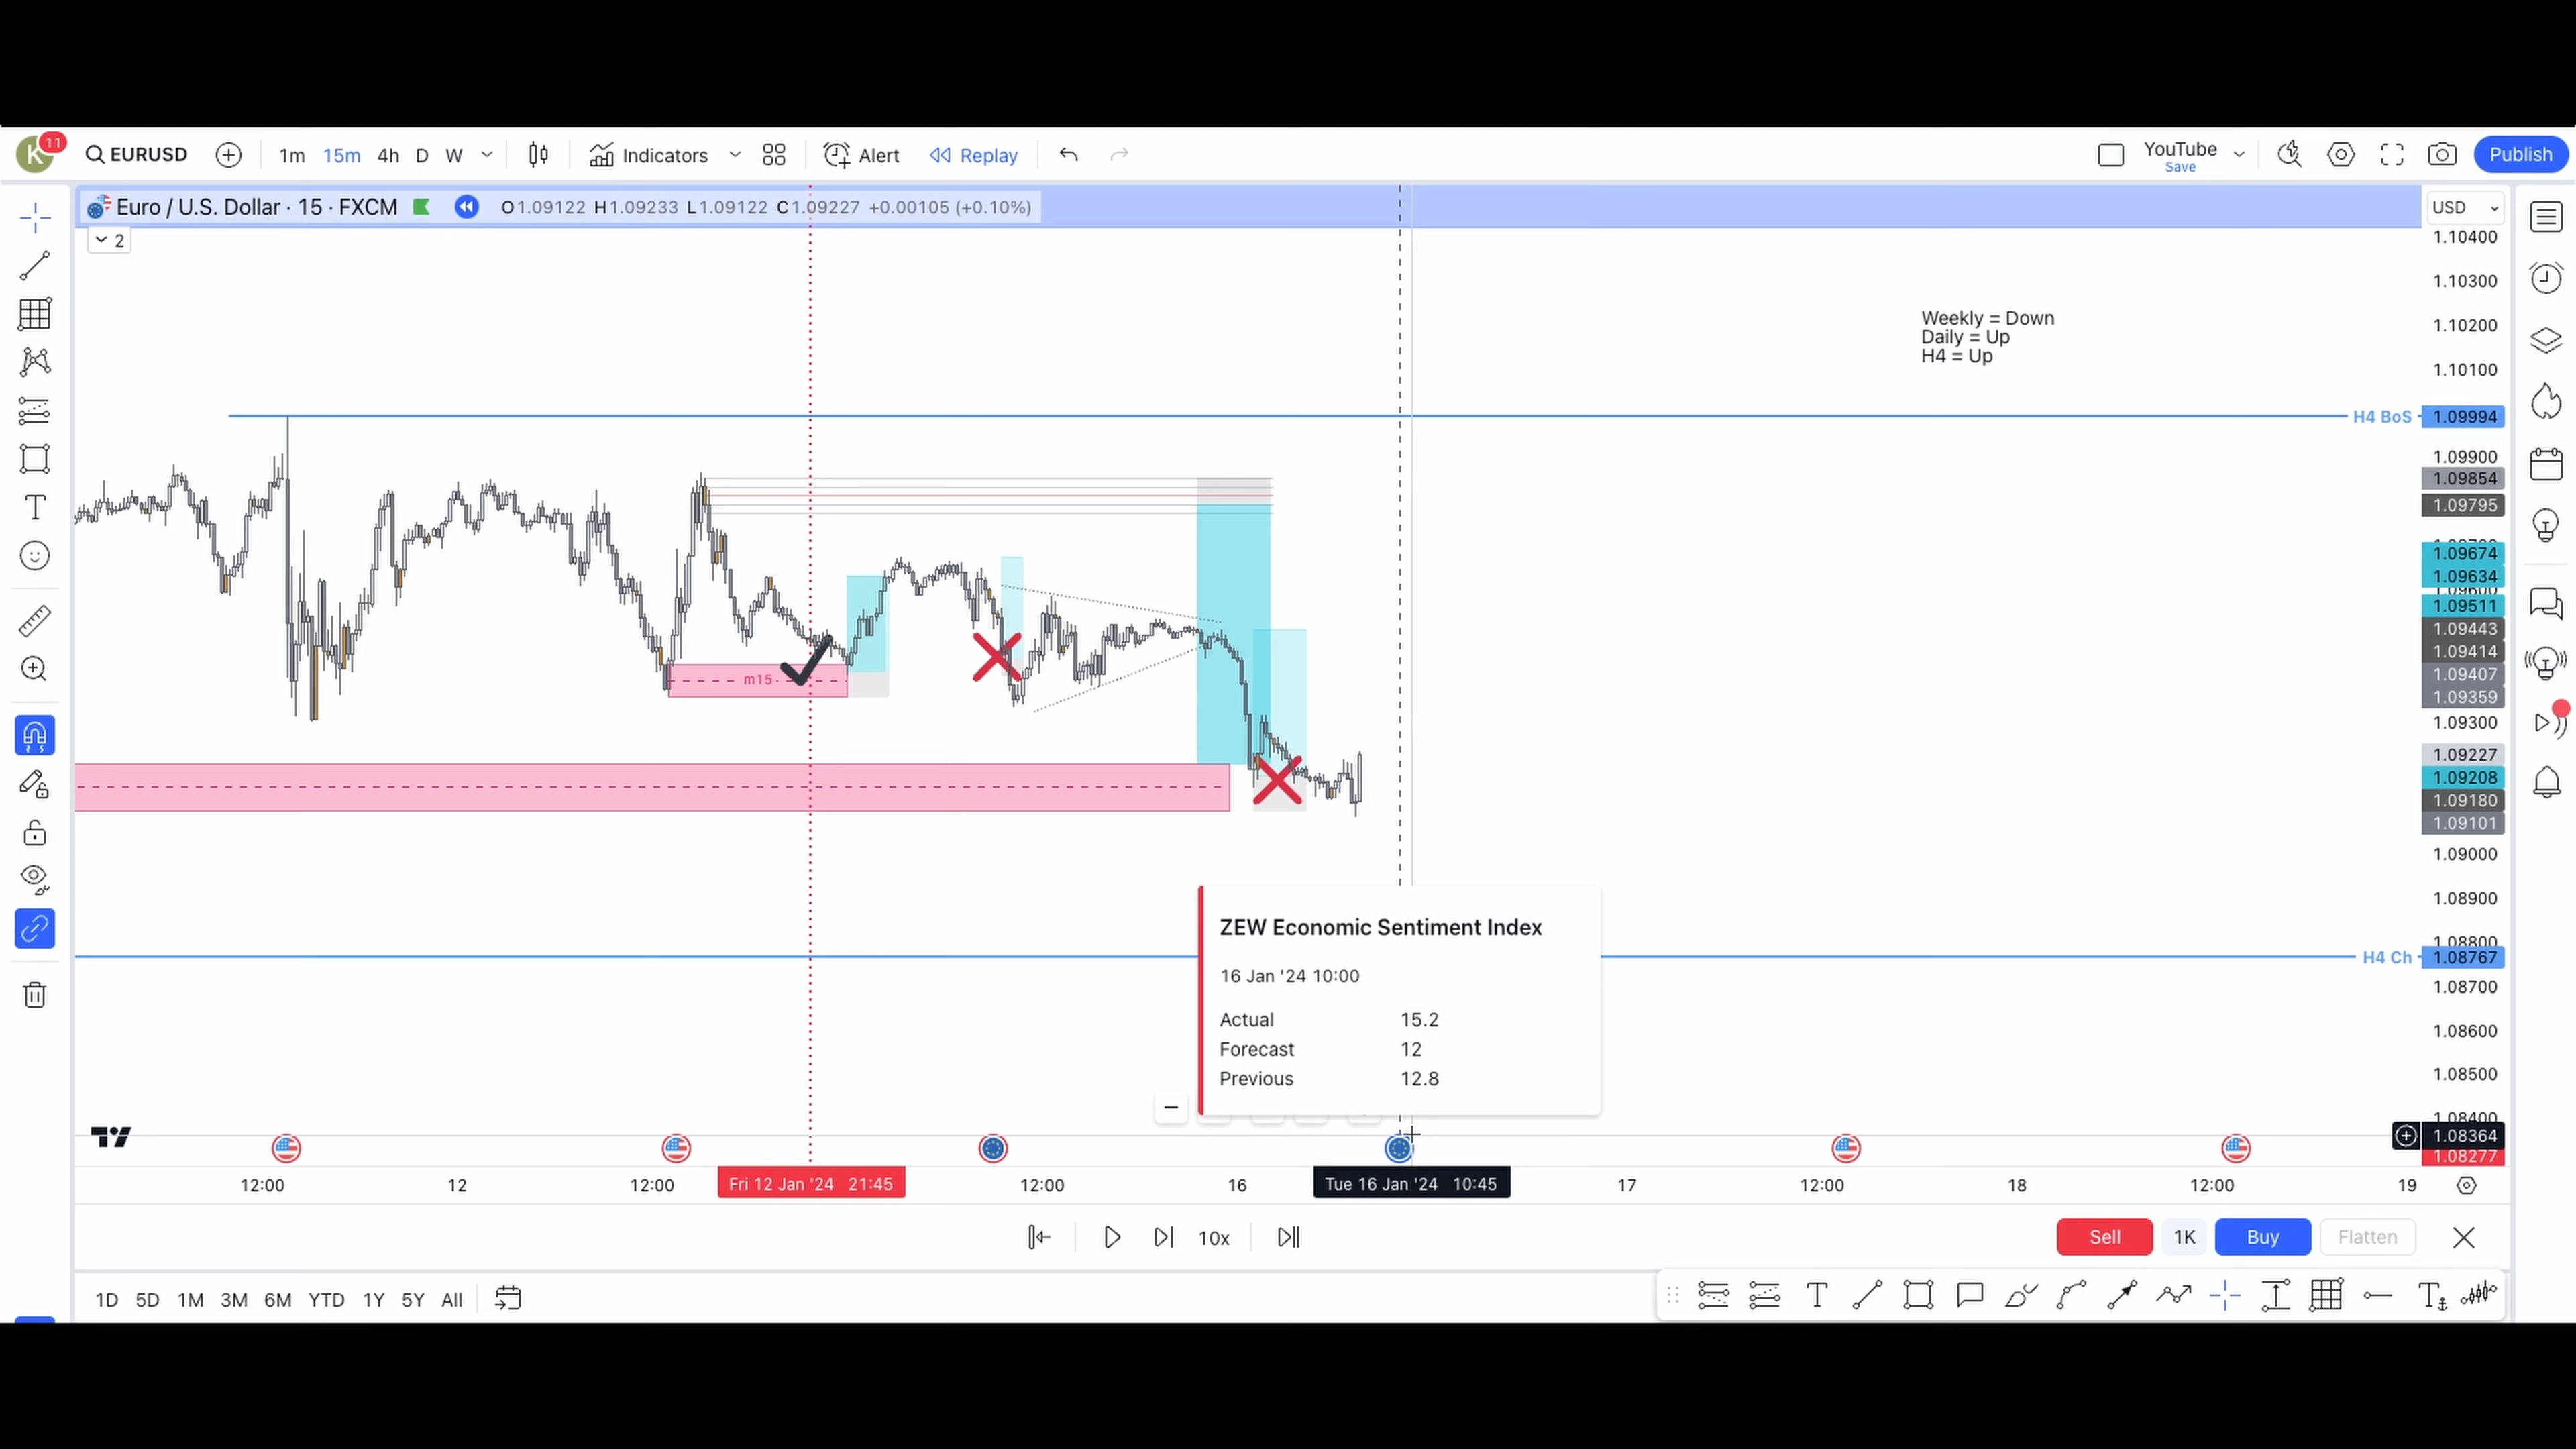 K 11 EURUSD 1m 15m 4h D W Indicators Alert Replay YouTube Save Publish
Euro / U.S. Dollar · 15 · FXCM O1.09122 H1.09233 L1.09122 C1.09227 +0.00105 (+0.10%) USD
2
1.10400
1.10300
Weekly = Down
Daily = Up
H4 = Up
1.10200
1.10100
H4 BoS 1.09994
1.09900
1.09854
1.09795
1.09674
1.09634
1.09511
1.09443
1.09414
1.09407
1.09359
m15
1.09300
1.09227
1.09208
1.09180
1.09101
1.09000
1.08900
1.08800
H4 Ch 1.08767
1.08700
1.08600
1.08500
1.08400
1.08364
1.08277
ZEW Economic Sentiment Index
16 Jan '24 10:00
Actual 15.2
Forecast 12
Previous 12.8
12:00 12 12:00 Fri 12 Jan '24 21:45 12:00 16 Tue 16 Jan '24 10:45 17 12:00 18 12:00 19
10x Sell 1K Buy Flatten
1D 5D 1M 3M 6M YTD 1Y 5Y All